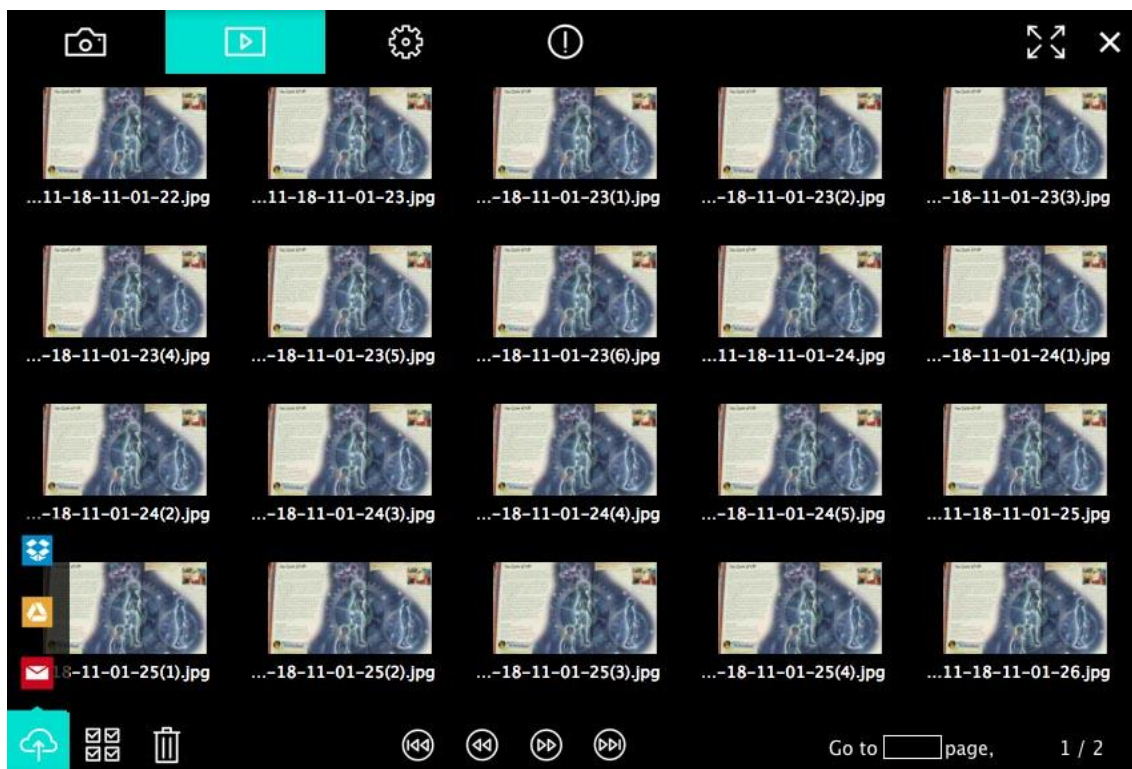 ...11-18-11-01-22.jpg
...11-18-11-01-23.jpg
...-18-11-01-23(1).jpg
...-18-11-01-23(2).jpg
...-18-11-01-23(3).jpg
...-18-11-01-23(4).jpg
...-18-11-01-23(5).jpg
...-18-11-01-23(6).jpg
...11-18-11-01-24.jpg
...-18-11-01-24(1).jpg
...-18-11-01-24(2).jpg
...-18-11-01-24(3).jpg
...-18-11-01-24(4).jpg
...-18-11-01-24(5).jpg
...11-18-11-01-25.jpg
18-11-01-25(1).jpg
...-18-11-01-25(2).jpg
...-18-11-01-25(3).jpg
...-18-11-01-25(4).jpg
...11-18-11-01-26.jpg
Go to page, 1 / 2